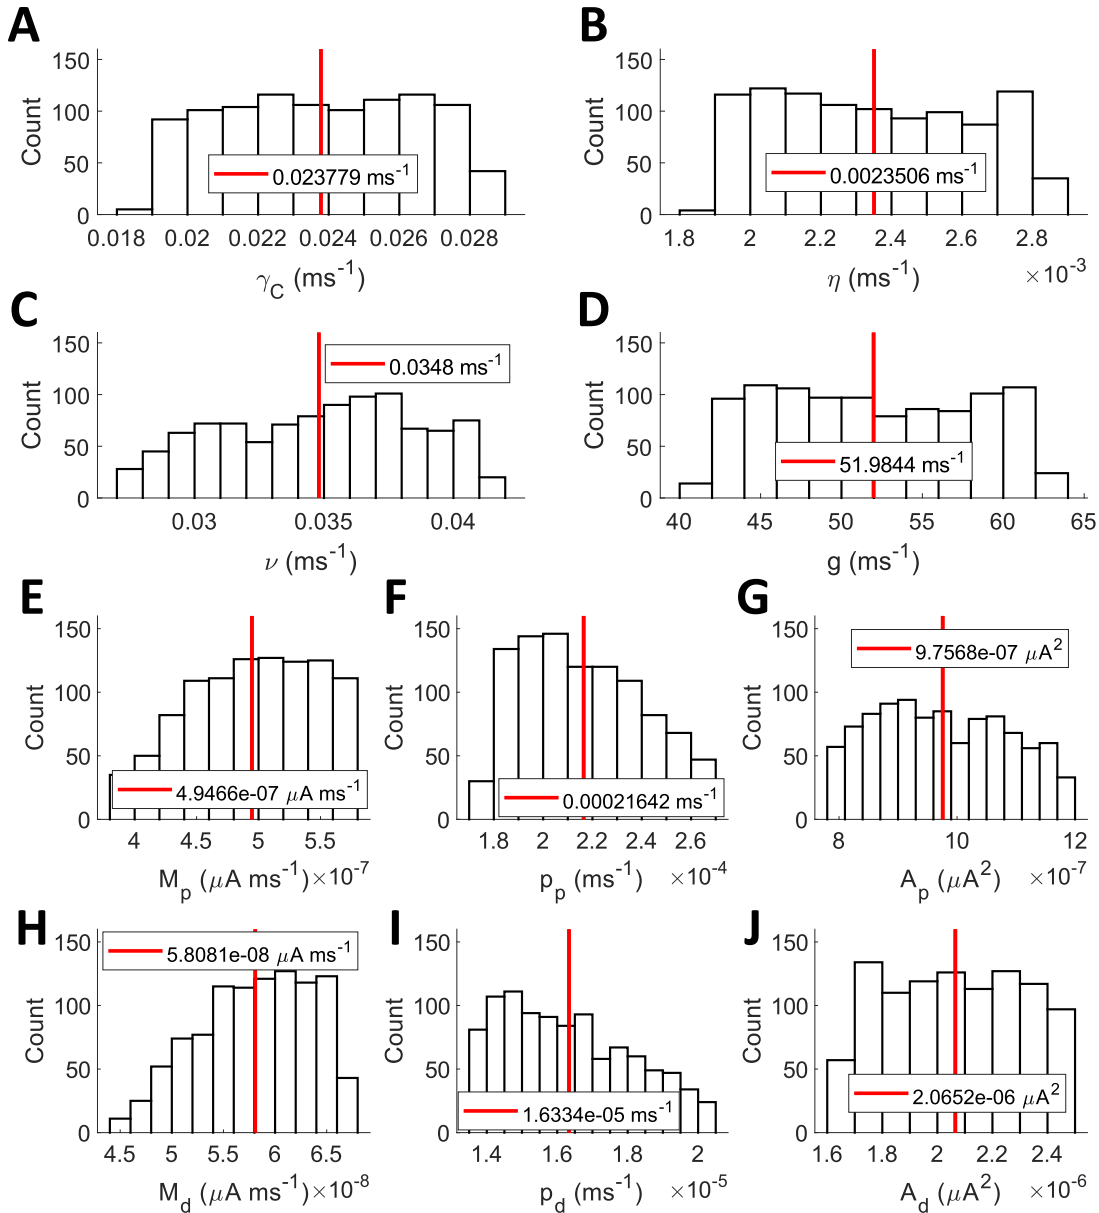 A
150
100
50
0
Count
0.023779 ms-1
0.018 0.02 0.022 0.024 0.026 0.028
γC (ms-1)
B
150
100
50
0
Count
0.0023506 ms-1
1.8 2 2.2 2.4 2.6 2.8
×10-3
η (ms-1)
C
150
100
50
0
Count
0.0348 ms-1
0.03 0.035 0.04
ν (ms-1)
D
150
100
50
0
Count
51.9844 ms-1
40 45 50 55 60 65
g (ms-1)
E
150
100
50
0
Count
4.9466e-07 μA ms-1
4 4.5 5 5.5
Mp (μA ms-1) ×10-7
F
150
100
50
0
Count
0.00021642 ms-1
1.8 2 2.2 2.4 2.6
pp (ms-1) ×10-4
G
150
100
50
0
Count
9.7568e-07 μA2
8 10 12
Ap (μA2) ×10-7
H
150
100
50
0
Count
5.8081e-08 μA ms-1
4.5 5 5.5 6 6.5
Md (μA ms-1) ×10-8
I
150
100
50
0
Count
1.6334e-05 ms-1
1.4 1.6 1.8 2
pd (ms-1) ×10-5
J
150
100
50
0
Count
2.0652e-06 μA2
1.6 1.8 2 2.2 2.4
Ad (μA2) ×10-6